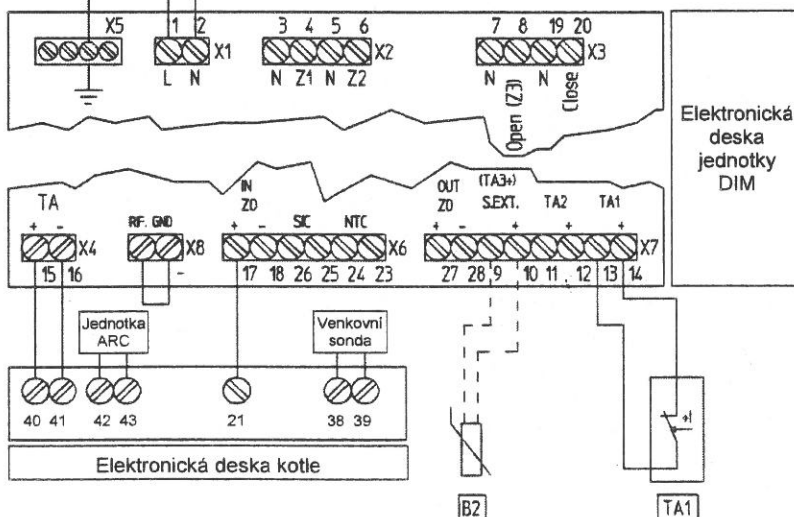 X5
1 2
X1
L N
3 4 5 6
X2
N Z1 N Z2
7 8 19 20
X3
N Open (Z3) N Close
Elektronická
deska
jednotky
DIM
TA
+ -
X4
15 16
RF. GND
X8
-
IN
Z0
SIC NTC
+ -
X6
17 18 26 25 24 23
OUT
Z0
(TA3+)
S.EXT. TA2 TA1
+ - + + +
X7
27 28 9 10 11 12 13 14
Jednotka
ARC
Venkovní
sonda
40 41 42 43 21 38 39
Elektronická deska kotle
B2
TA1